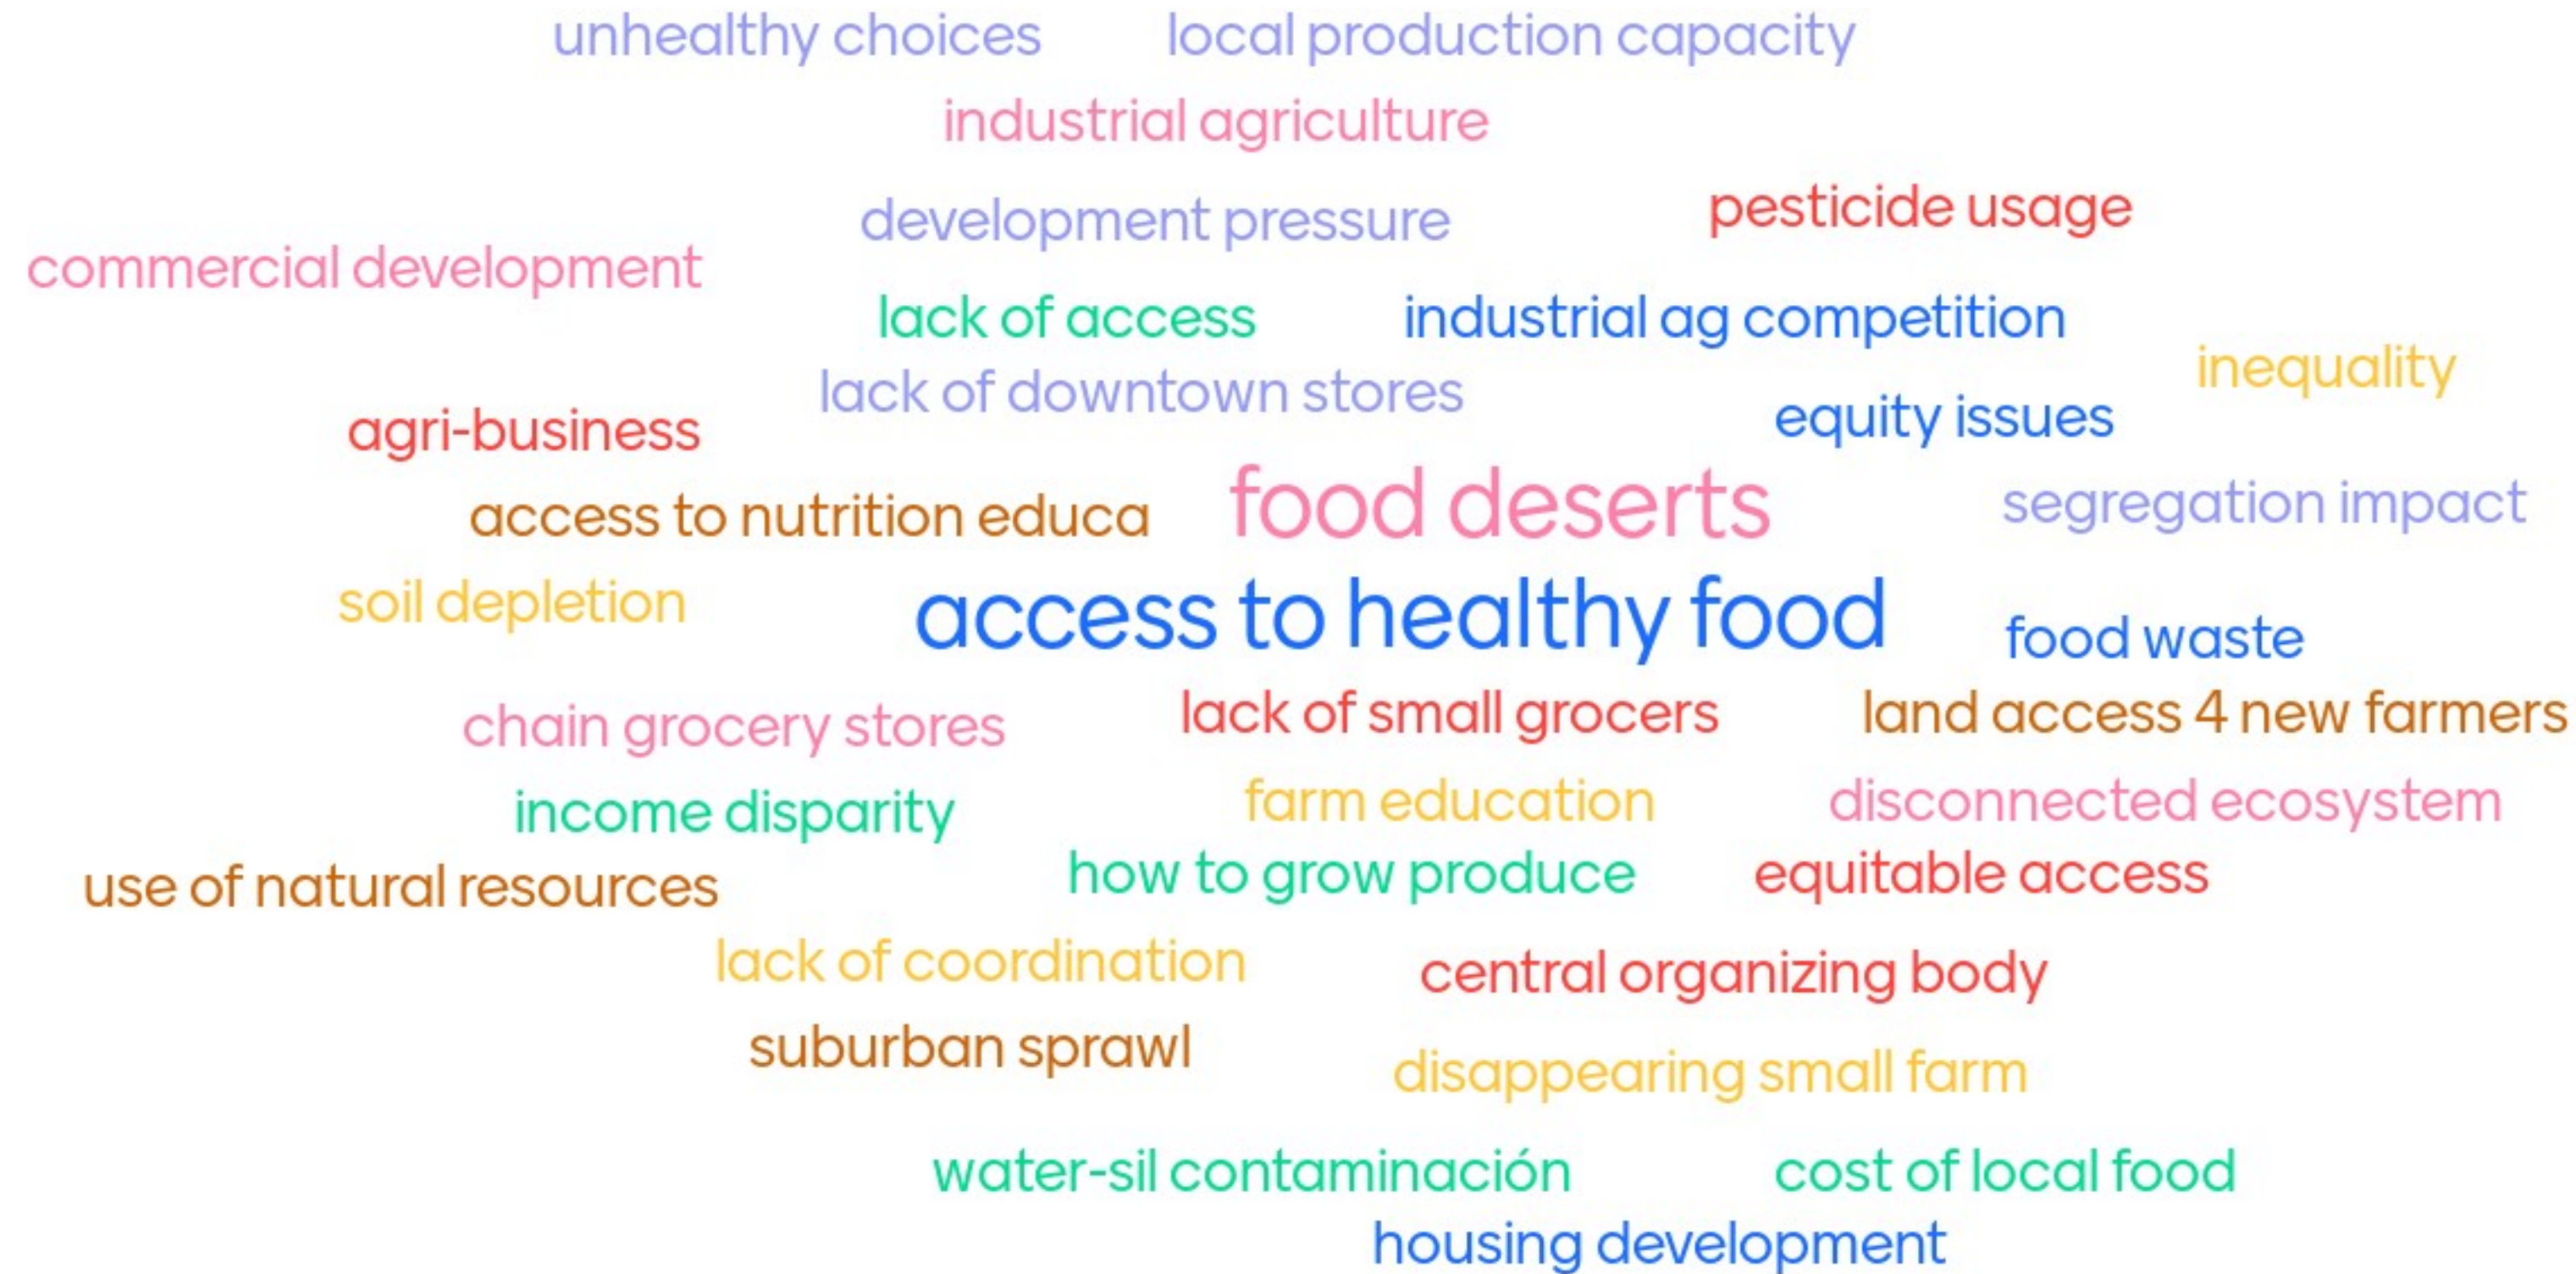 unhealthy choices
local production capacity
industrial agriculture
pesticide usage
development pressure
commercial development
lack of access
industrial ag competition
inequality
lack of downtown stores
equity issues
agri-business
food deserts
segregation impact
access to nutrition educa
soil depletion
access to healthy food
food waste
chain grocery stores
lack of small grocers
land access 4 new farmers
income disparity
farm education
disconnected ecosystem
use of natural resources
how to grow produce
equitable access
lack of coordination
central organizing body
suburban sprawl
disappearing small farm
water-sil contaminación
cost of local food
housing development